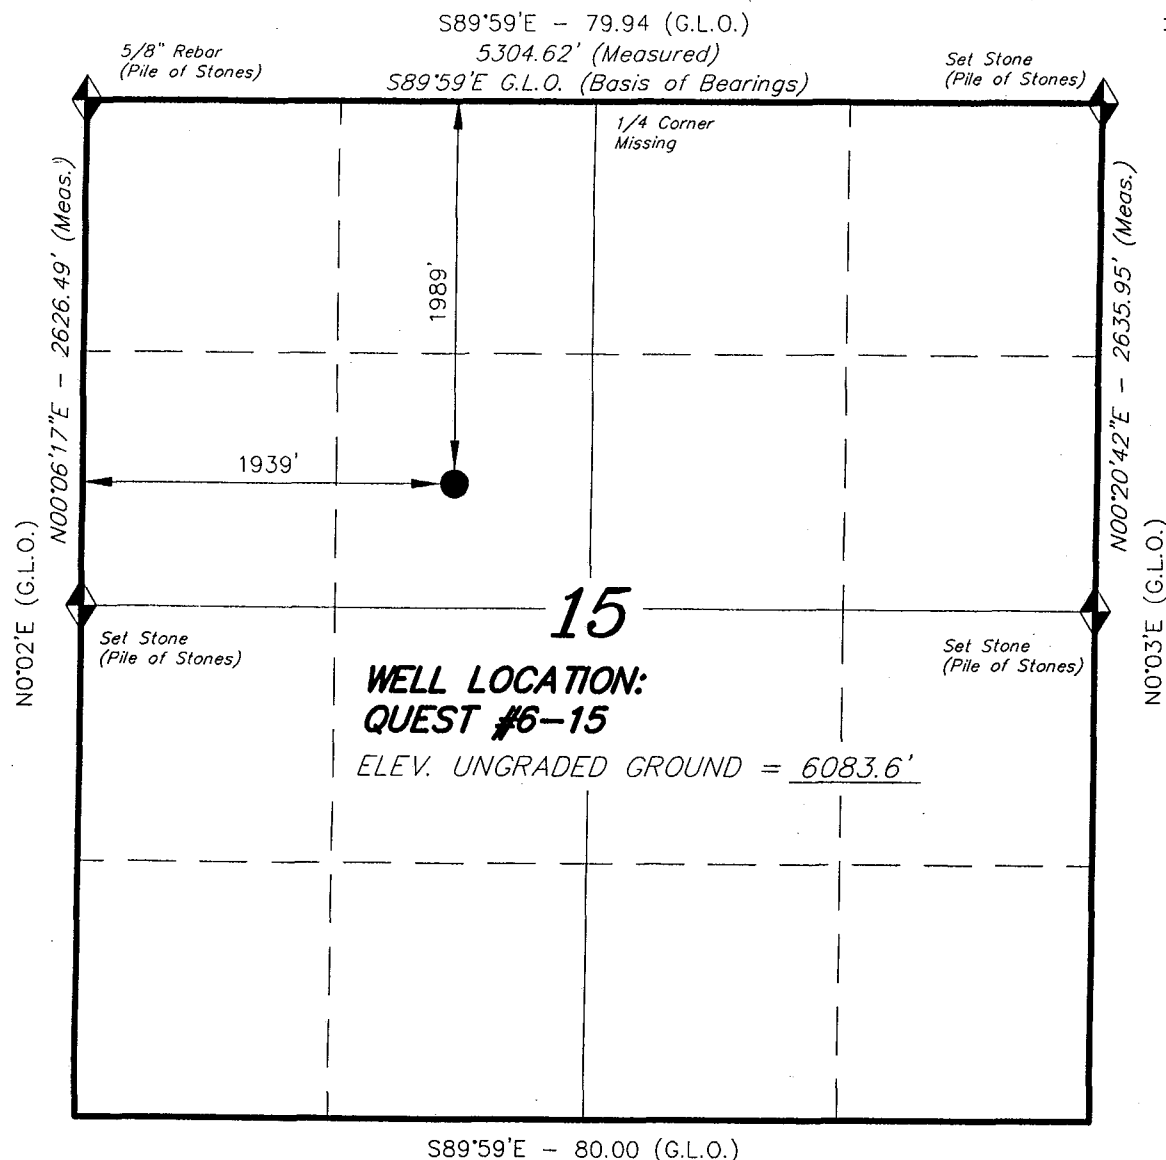 S89°59'E - 79.94 (G.L.O.)
5304.62' (Measured)
S89°59'E G.L.O. (Basis of Bearings)
5/8" Rebar
(Pile of Stones)
Set Stone
(Pile of Stones)
1/4 Corner
Missing
N00°06'17"E - 2626.49' (Meas.)
1989'
N00°20'42"E - 2635.95' (Meas.)
1939'
N0°02'E (G.L.O.)
N0°03'E (G.L.O.)
15
Set Stone
(Pile of Stones)
Set Stone
(Pile of Stones)
WELL LOCATION:
QUEST #6-15
ELEV. UNGRADED GROUND = 6083.6'
S89°59'E - 80.00 (G.L.O.)